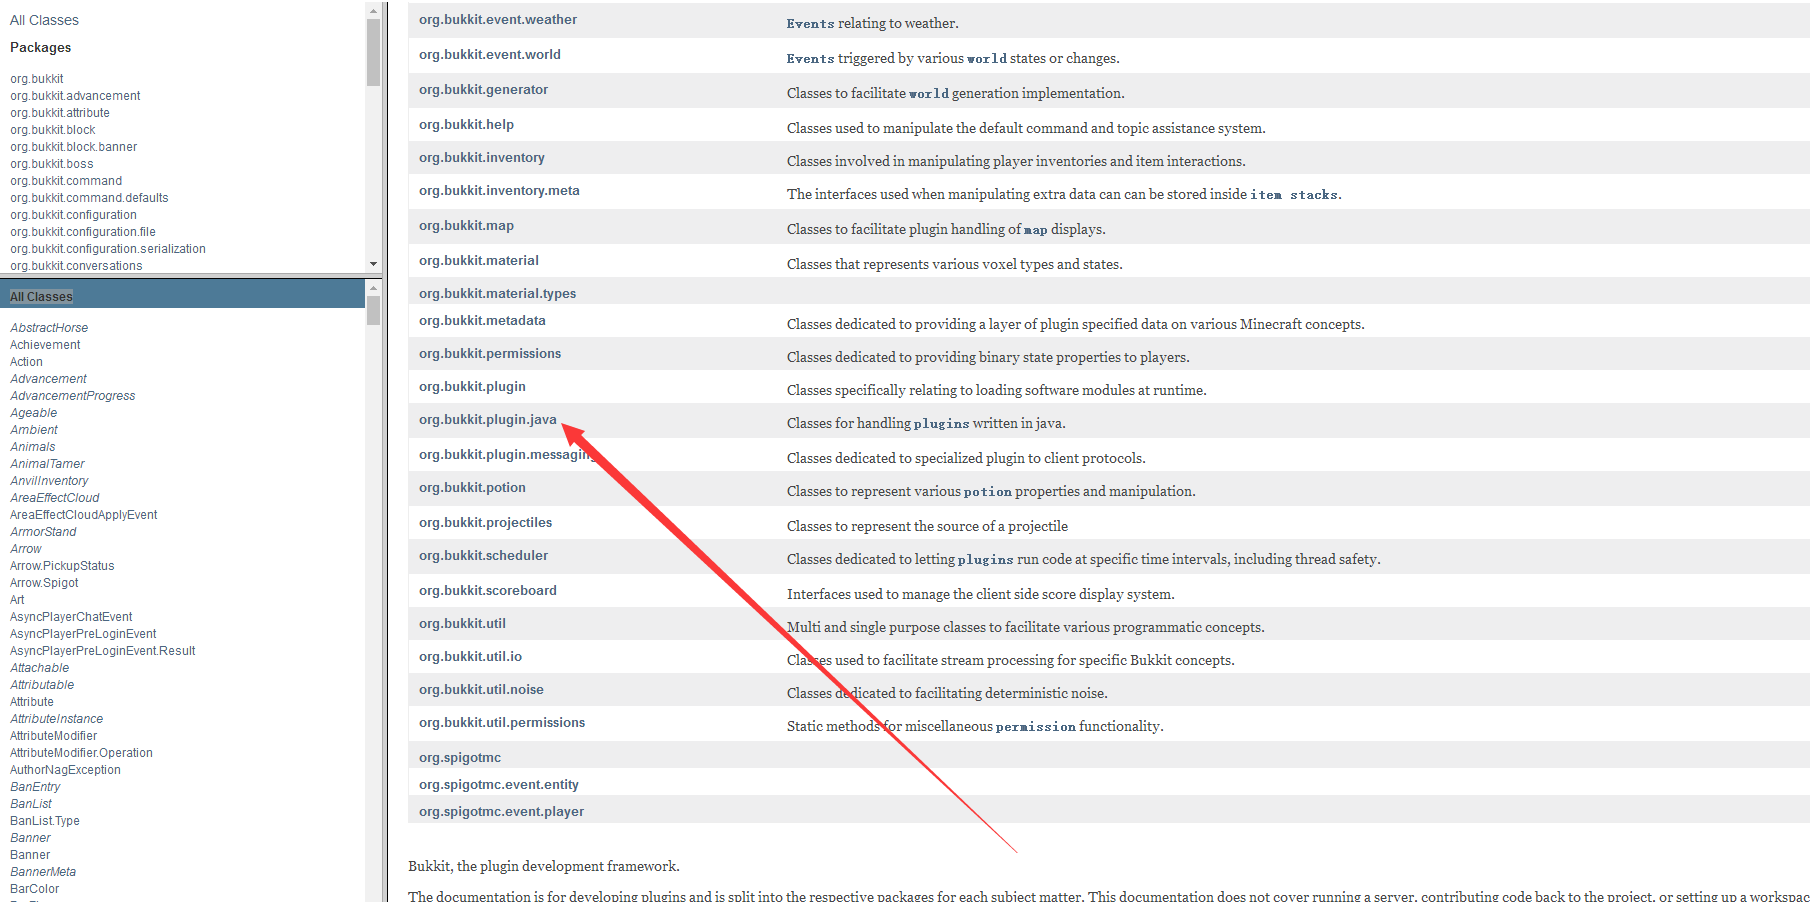 All Classes
Packages
org.bukkit
org.bukkit.advancement
org.bukkit.attribute
org.bukkit.block
org.bukkit.block.banner
org.bukkit.boss
org.bukkit.command
org.bukkit.command.defaults
org.bukkit.configuration
org.bukkit.configuration.file
org.bukkit.configuration.serialization
org.bukkit.conversations
All Classes
AbstractHorse
Achievement
Action
Advancement
AdvancementProgress
Ageable
Ambient
Animals
AnimalTamer
AnvilInventory
AreaEffectCloud
AreaEffectCloudApplyEvent
ArmorStand
Arrow
Arrow.PickupStatus
Arrow.Spigot
Art
AsyncPlayerChatEvent
AsyncPlayerPreLoginEvent
AsyncPlayerPreLoginEvent.Result
Attachable
Attributable
Attribute
AttributeInstance
AttributeModifier
AttributeModifier.Operation
AuthorNagException
BanEntry
BanList
BanList.Type
Banner
Banner
BannerMeta
BarColor
org.bukkit.event.weather Events relating to weather.
org.bukkit.event.world Events triggered by various world states or changes.
org.bukkit.generator Classes to facilitate world generation implementation.
org.bukkit.help Classes used to manipulate the default command and topic assistance system.
org.bukkit.inventory Classes involved in manipulating player inventories and item interactions.
org.bukkit.inventory.meta The interfaces used when manipulating extra data can can be stored inside item stacks.
org.bukkit.map Classes to facilitate plugin handling of map displays.
org.bukkit.material Classes that represents various voxel types and states.
org.bukkit.material.types
org.bukkit.metadata Classes dedicated to providing a layer of plugin specified data on various Minecraft concepts.
org.bukkit.permissions Classes dedicated to providing binary state properties to players.
org.bukkit.plugin Classes specifically relating to loading software modules at runtime.
org.bukkit.plugin.java Classes for handling plugins written in java.
org.bukkit.plugin.messaging Classes dedicated to specialized plugin to client protocols.
org.bukkit.potion Classes to represent various potion properties and manipulation.
org.bukkit.projectiles Classes to represent the source of a projectile
org.bukkit.scheduler Classes dedicated to letting plugins run code at specific time intervals, including thread safety.
org.bukkit.scoreboard Interfaces used to manage the client side score display system.
org.bukkit.util Multi and single purpose classes to facilitate various programmatic concepts.
org.bukkit.util.io Classes used to facilitate stream processing for specific Bukkit concepts.
org.bukkit.util.noise Classes dedicated to facilitating deterministic noise.
org.bukkit.util.permissions Static methods for miscellaneous permission functionality.
org.spigotmc
org.spigotmc.event.entity
org.spigotmc.event.player
Bukkit, the plugin development framework.
The documentation is for developing plugins and is split into the respective packages for each subject matter. This documentation does not cover running a server, contributing code back to the project, or setting up a